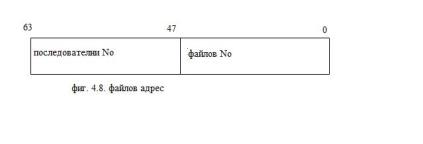 63 47 0
последователни No файлов No
фиг. 4.8. файлов адрес